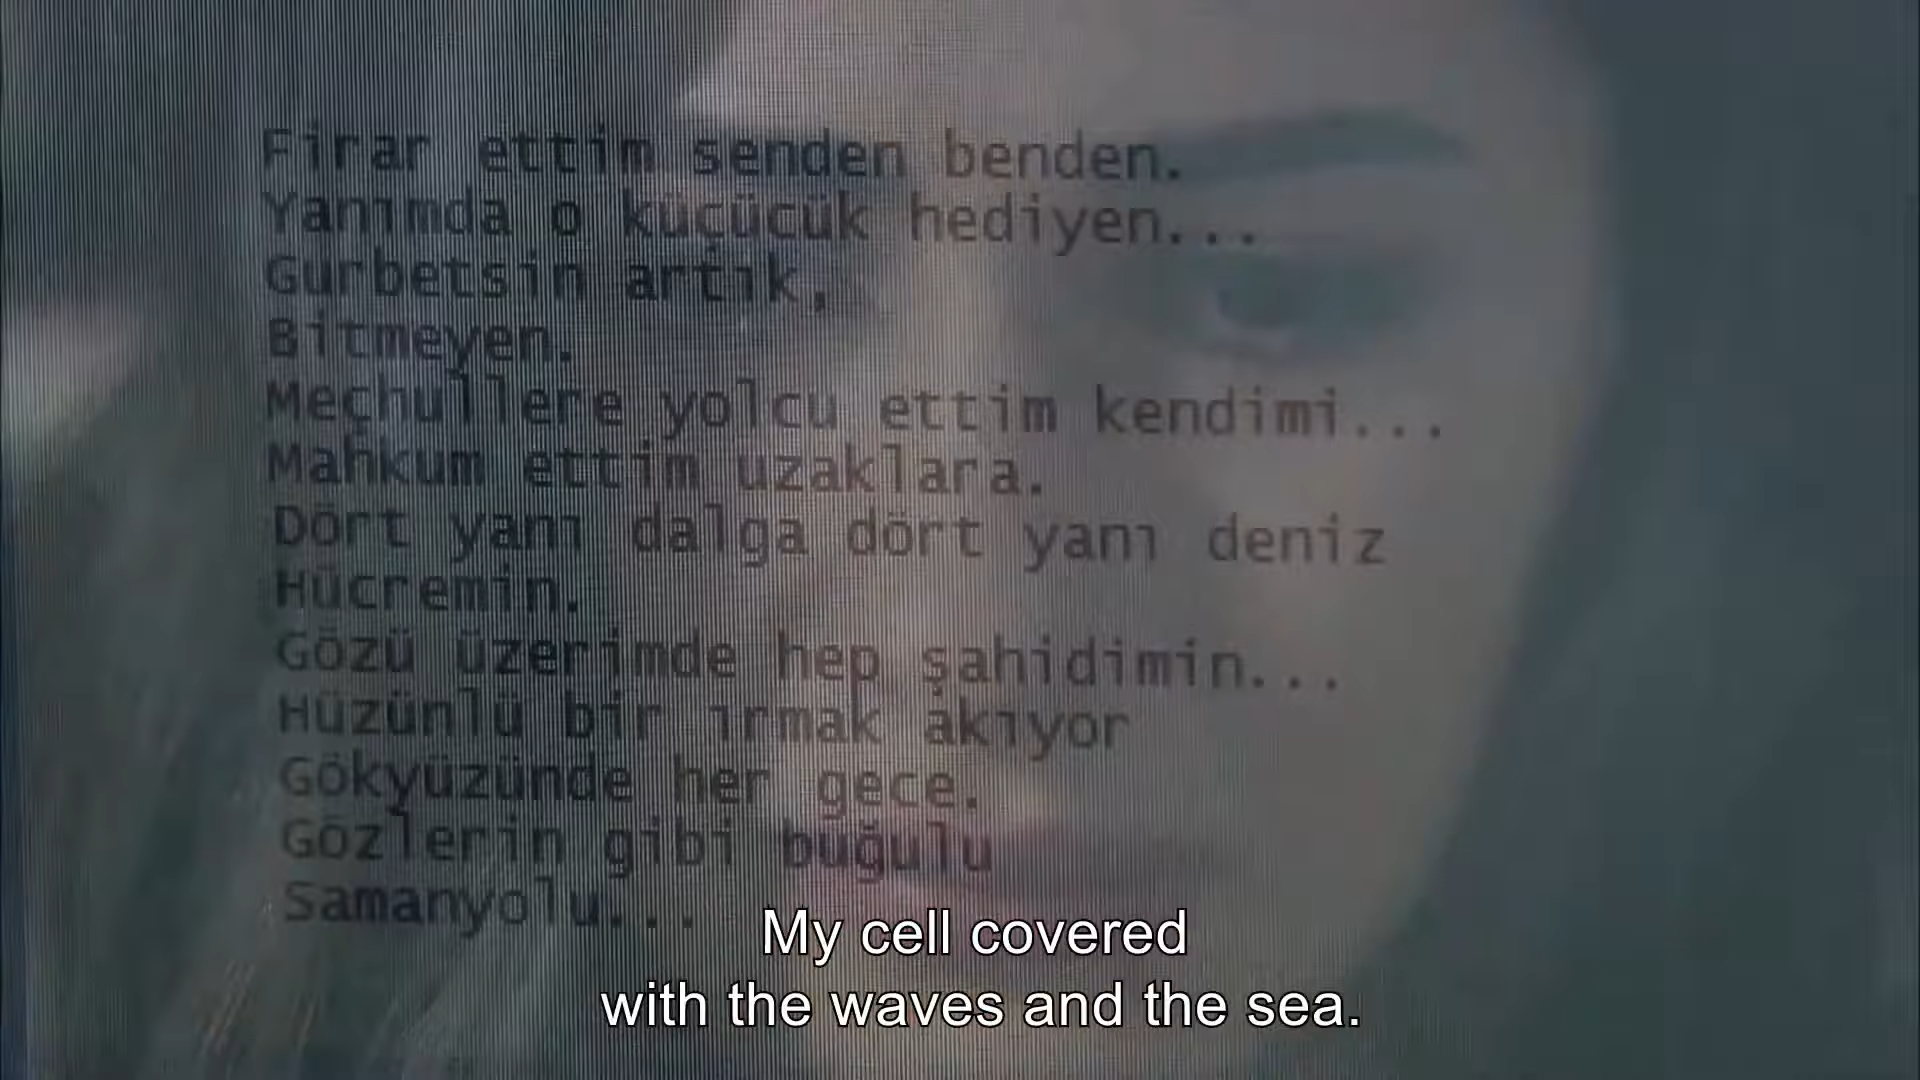 Firar ettim senden benden.
Yanımda o küçücük hediyen...
Gurbetsin artık,
Bitmeyen.
Meçhullere yolcu ettim kendimi...
Mahkum ettim uzaklara.
Dört yanı dalga dört yanı deniz
Hücremin.
Gözü üzerimde hep şahidimin...
Hüzünlü bir ırmak akıyor
Gökyüzünde her gece.
Gözlerin gibi buğulu
Samanyolu...
My cell covered
with the waves and the sea.